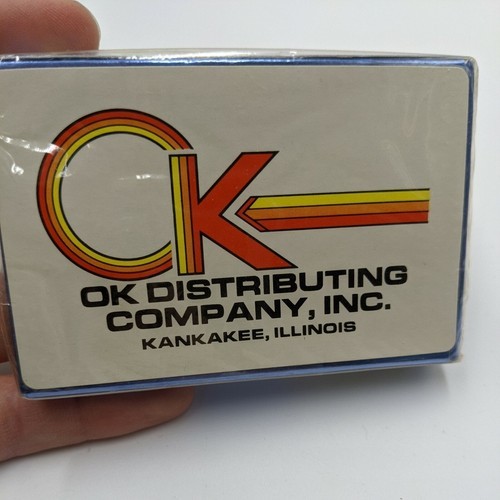 OK
OK DISTRIBUTING
COMPANY, INC.
KANKAKEE, ILLINOIS